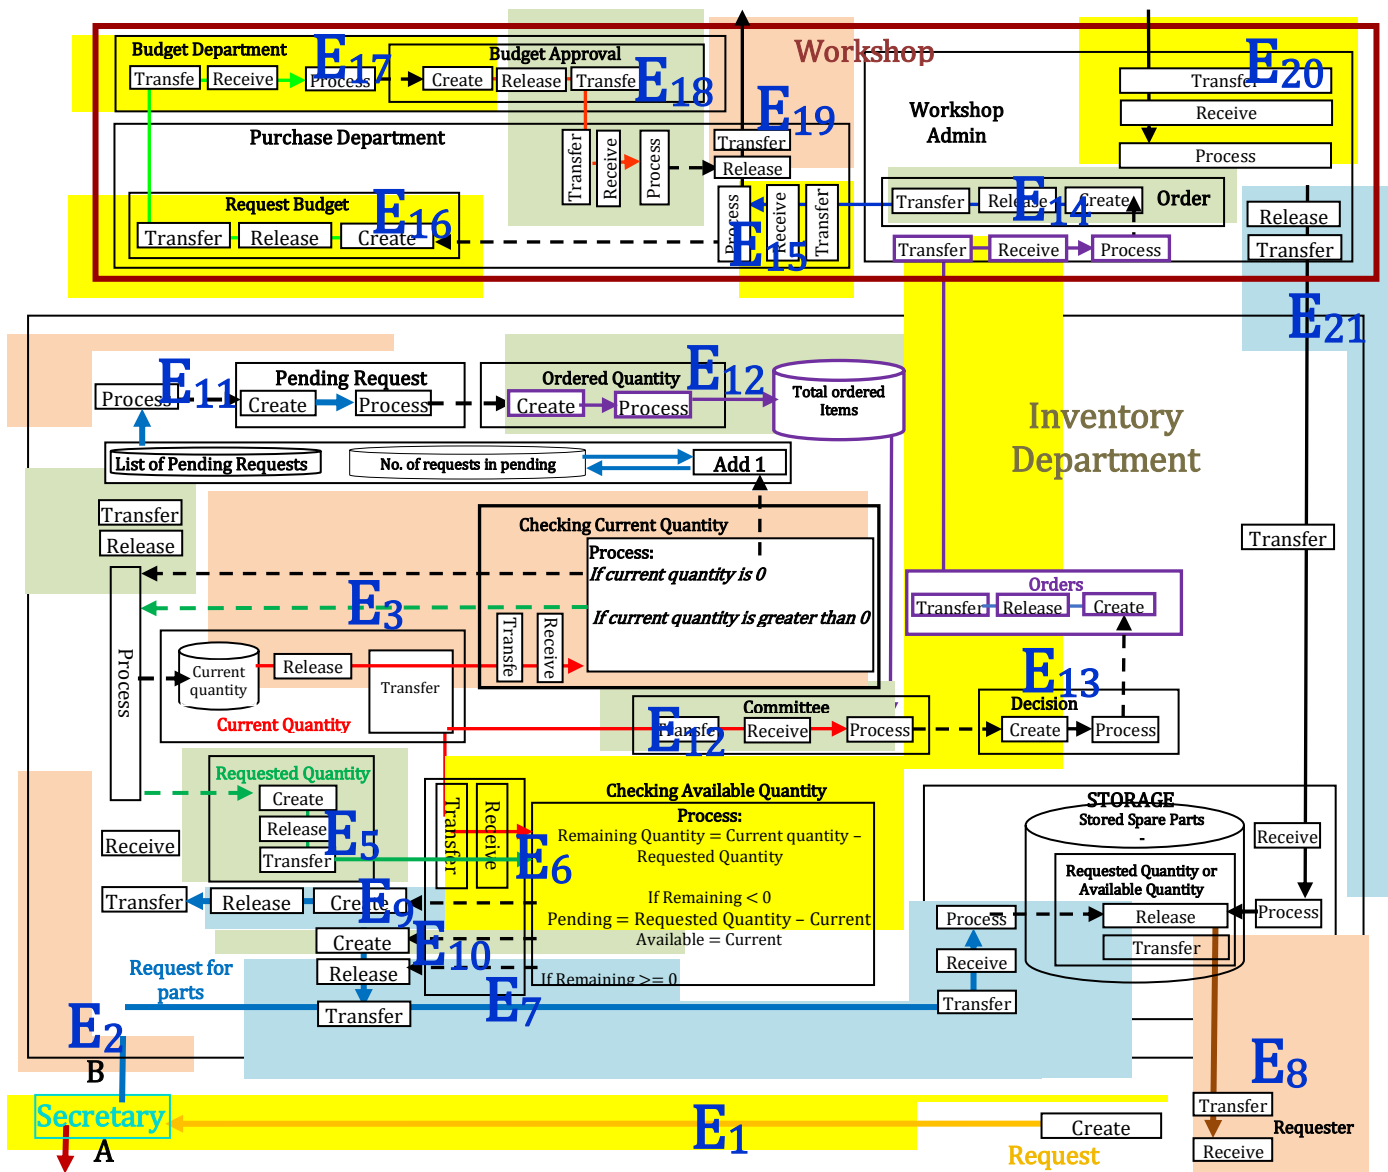 Workshop
Budget Department
E17
Transfe
Receive
Process
Budget Approval
Create
Release
Transfe
E18
E19
E20
Transfer
Receive
Process
Workshop
Admin
Purchase Department
Transfer
Receive
Process
Transfer
Release
Process
Receive
Transfer
E15
Request Budget
E16
Transfer
Release
Create
Transfer
Release
Create
E14
Order
Transfer
Receive
Process
Release
Transfer
E21
Process
E11
Pending Request
Create
Process
Ordered Quantity
E12
Create
Process
Total ordered
Items
Inventory
Department
List of Pending Requests
No. of requests in pending
Add 1
Transfer
Release
Checking Current Quantity
Process:
If current quantity is 0
If current quantity is greater than 0
E3
Transfe
Receive
Transfer
Orders
Transfer
Release
Create
Process
Current
quantity
Release
Transfer
Current Quantity
E13
Committee
Transfer
E12
Receive
Process
Decision
Create
Process
Requested Quantity
Create
Release
Transfer
E5
Transfer
Receive
E6
Checking Available Quantity
Process:
Remaining Quantity = Current quantity –
Requested Quantity
If Remaining < 0
Pending = Requested Quantity – Current
Available = Current
If Remaining >= 0
STORAGE
Stored Spare Parts
-
Requested Quantity or
Available Quantity
Release
Transfer
Receive
Process
Process
Receive
Transfer
Receive
Transfer
Release
Create
E9
Create
E10
Release
Transfer
E7
Request for
parts
E2
B
Secretary
A
E1
Create
Request
E8
Transfer
Requester
Receive